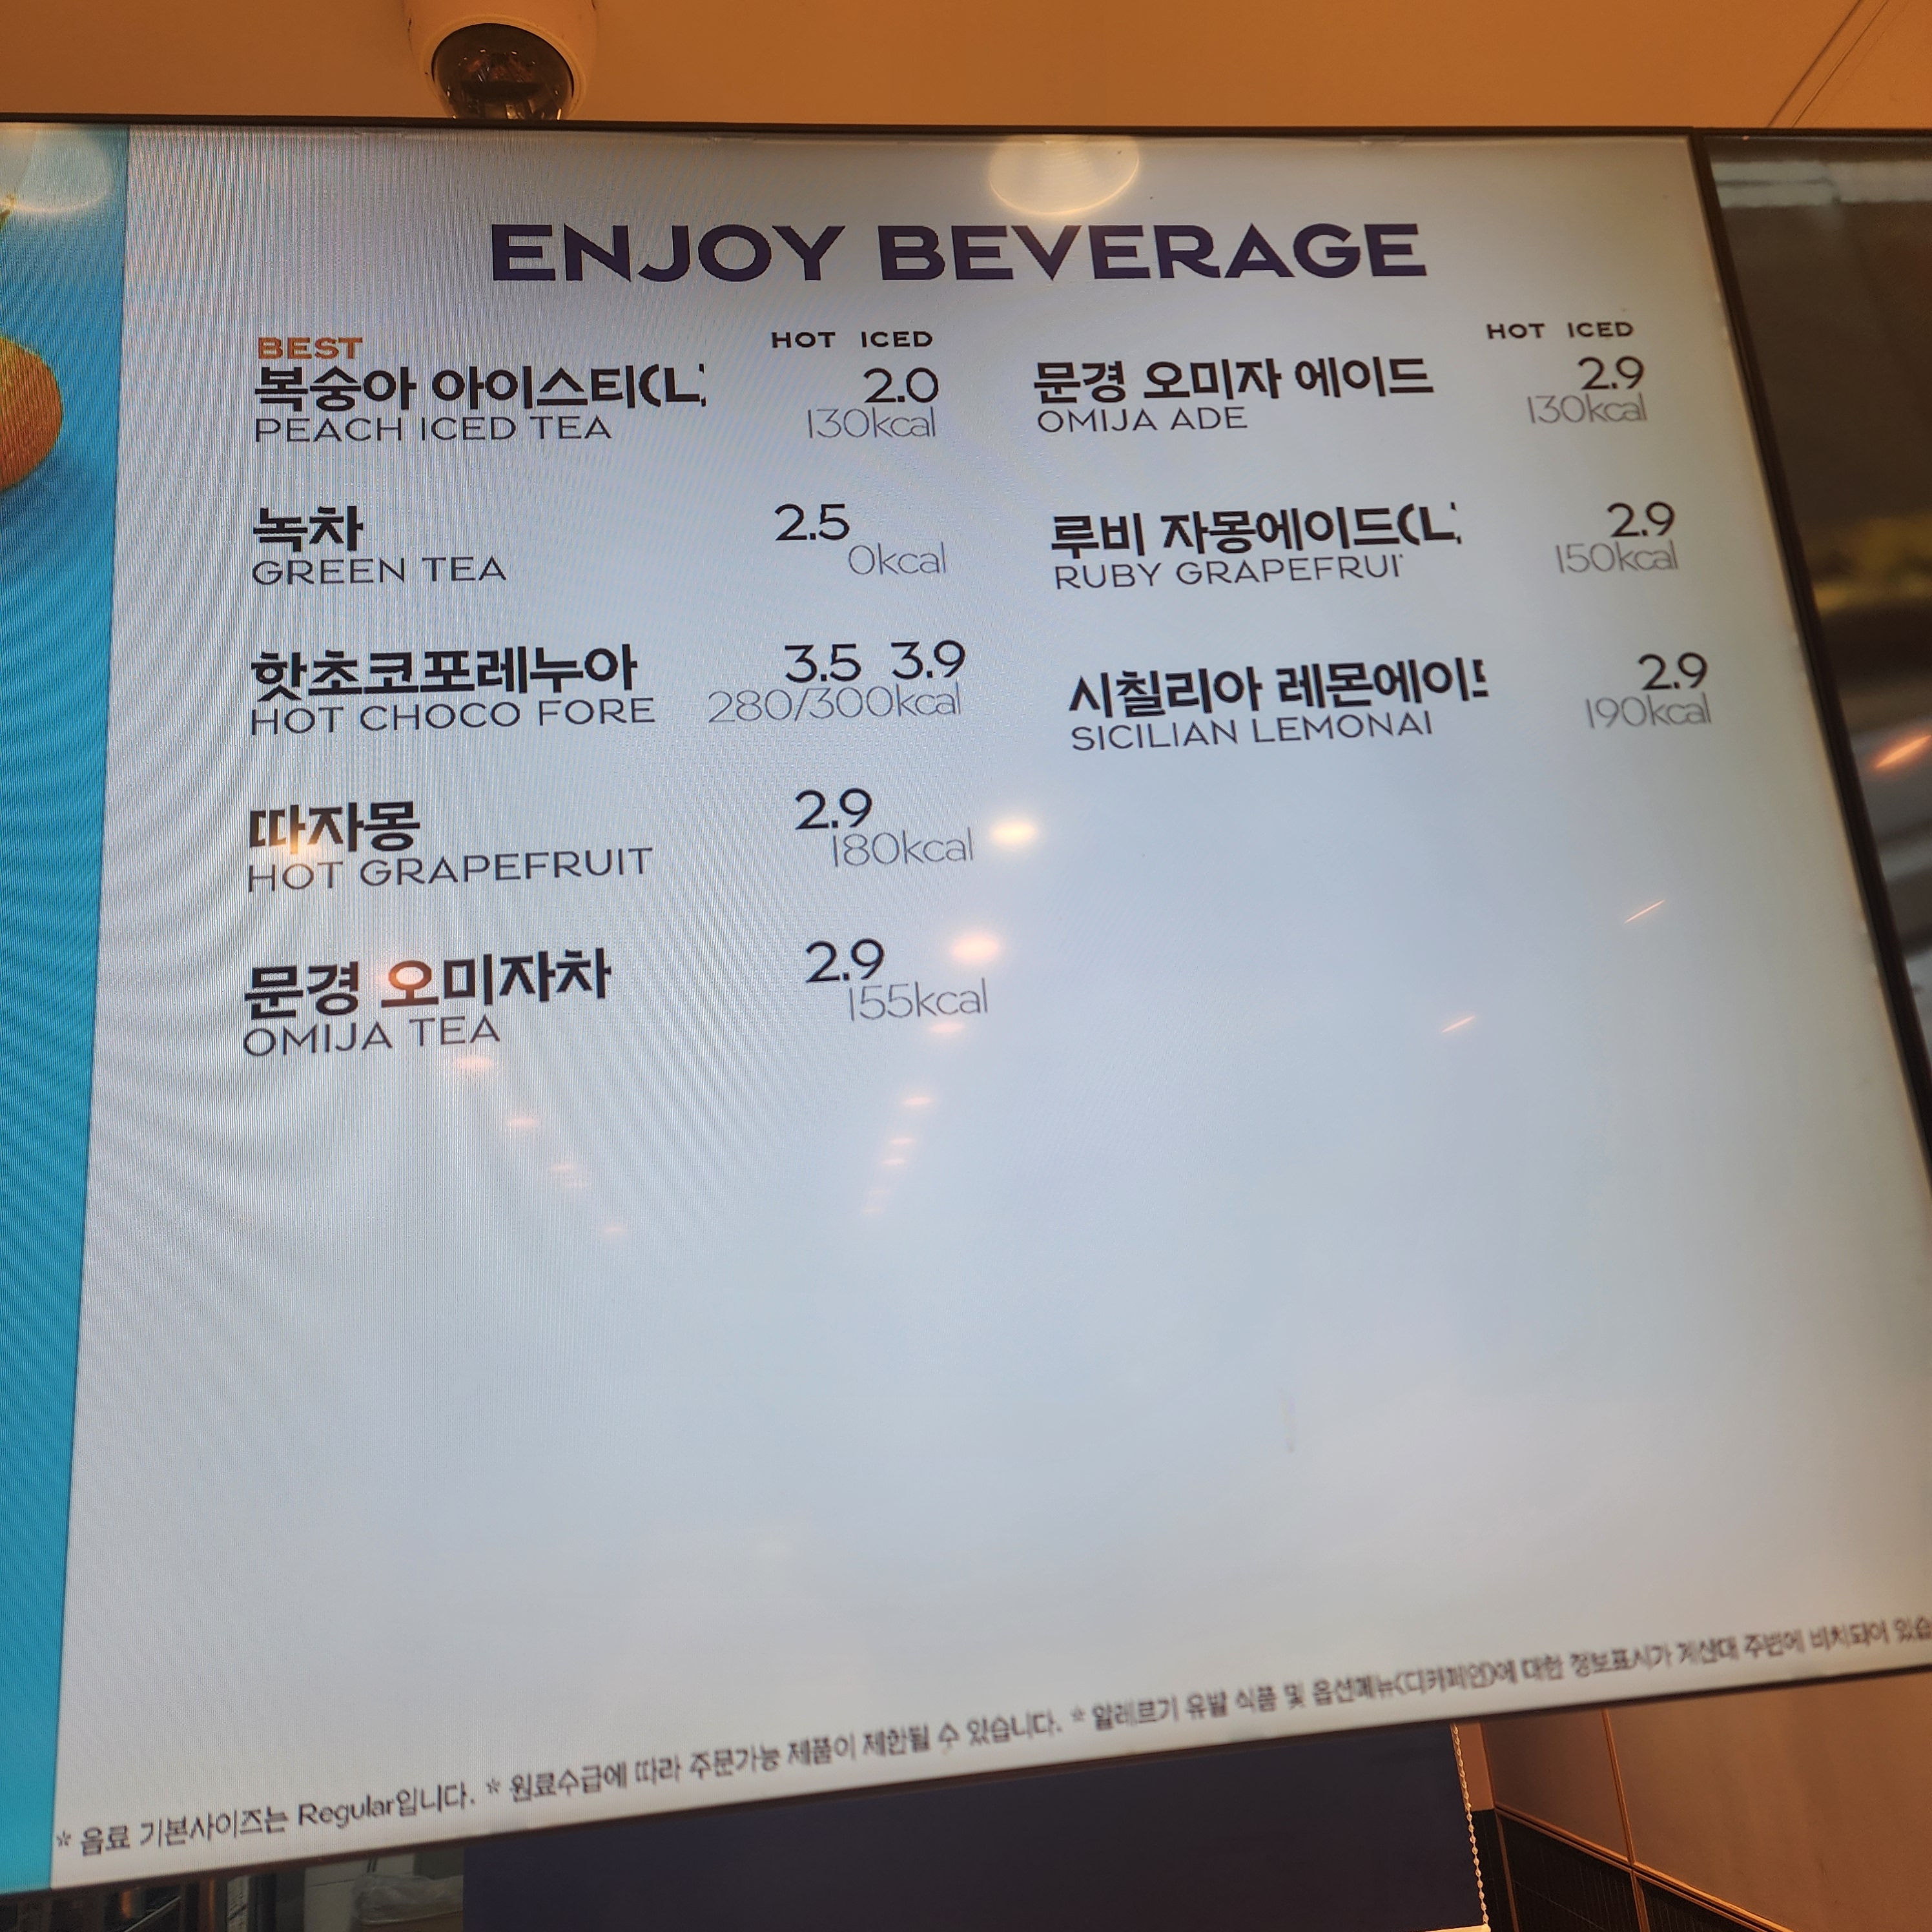 ENJOY BEVERAGE
HOT ICED
BEST
복숭아 아이스티(L
2.0
PEACH ICED TEA
130kcal
녹차
2.5
GREEN TEA
0kcal
핫초코포레누아
3.5 3.9
HOT CHOCO FORE
280/300kcal
따자몽
2.9
HOT GRAPEFRUIT
180kcal
문경 오미자차
2.9
OMIJA TEA
155kcal
HOT ICED
문경 오미자 에이드
2.9
OMIJA ADE
130kcal
루비 자몽에이드(L
2.9
RUBY GRAPEFRUI
150kcal
시칠리아 레몬에이
2.9
SICILIAN LEMONA
190kcal
* 음료 기본사이즈는 Regular입니다. * 원료수급에 따라 주문가능 제품이 제한될 수 있습니다. * 알레르기 유발 식품 및 옵션메뉴(디카페인)에 대한 정보표시가 계산대 주변에 비치되어 있습